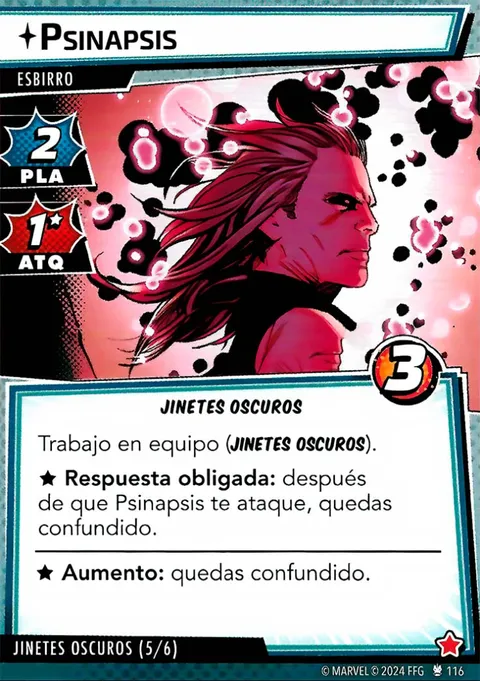 PSINAPSIS
ESBIRRO
2
PLA
1*
ATQ
3
JINETES OSCUROS
Trabajo en equipo (JINETES OSCUROS).
★ Respuesta obligada: después
de que Psinapsis te ataque, quedas
confundido.
★ Aumento: quedas confundido.
JINETES OSCUROS (5/6)
© MARVEL © 2024 FFG 116